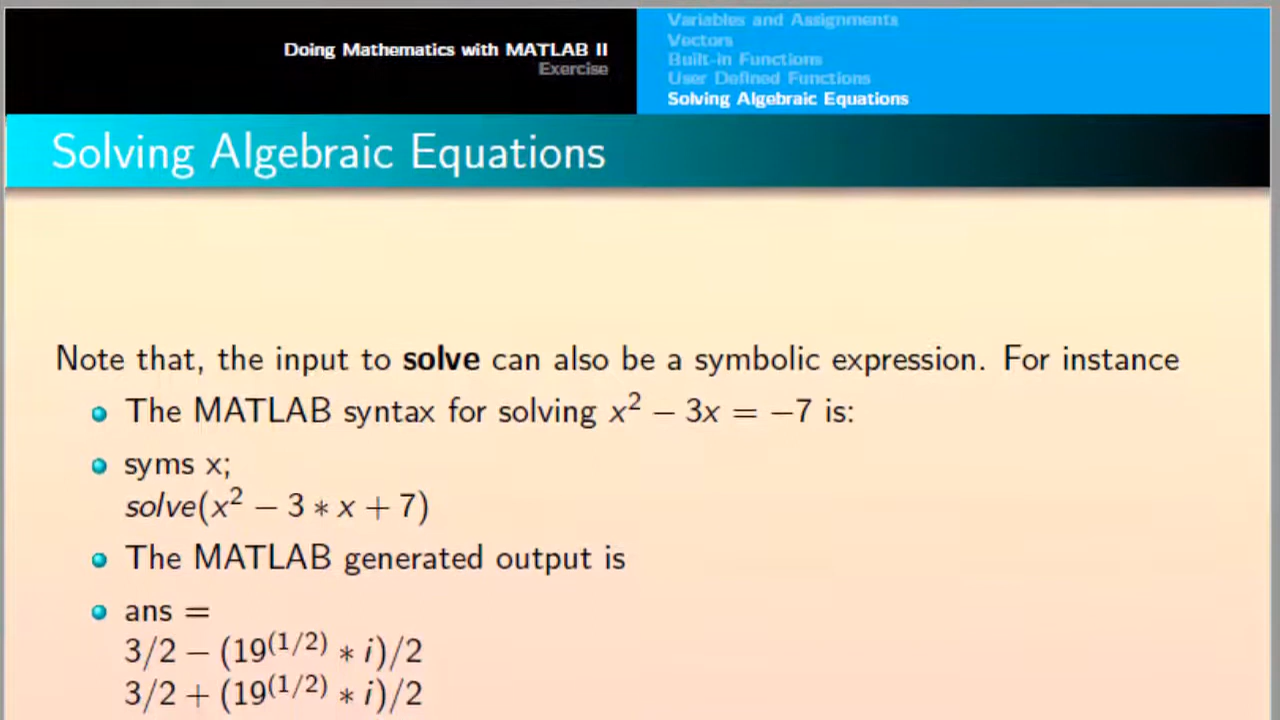 Doing Mathematics with MATLAB II
Exercise
Variables and Assignments
Vectors
Built-in Functions
User Defined Functions
Solving Algebraic Equations
Solving Algebraic Equations
Note that, the input to solve can also be a symbolic expression. For instance
The MATLAB syntax for solving x² − 3x = −7 is:
syms x;
solve(x² − 3 ∗ x + 7)
The MATLAB generated output is
ans =
3/2 − (19^(1/2) ∗ i)/2
3/2 + (19^(1/2) ∗ i)/2